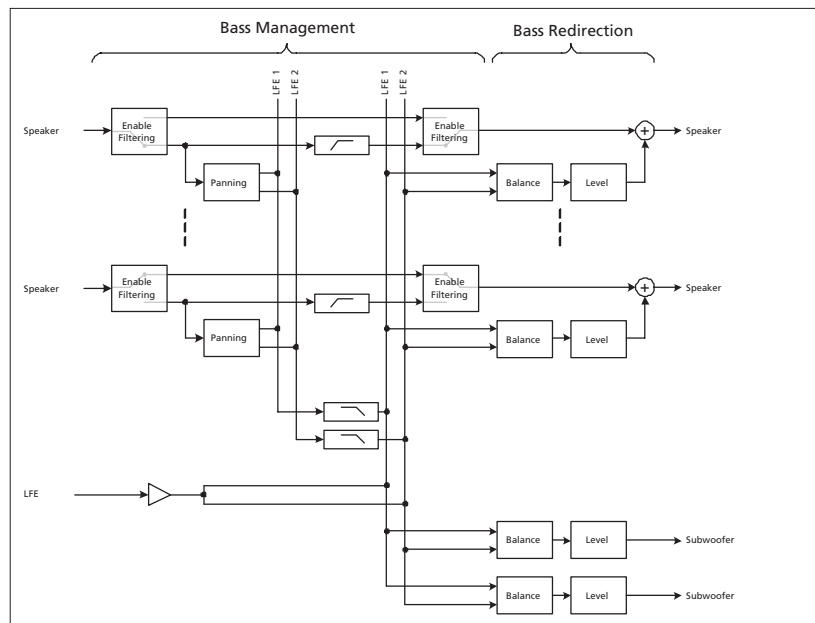 Bass Management
Bass Redirection
LFE 1
LFE 2
LFE 1
LFE 2
Speaker
Enable
Filtering
Enable
Filtering
+
Speaker
Panning
Balance
Level
Speaker
Enable
Filtering
Enable
Filtering
+
Speaker
Panning
Balance
Level
LFE
Balance
Level
Subwoofer
Balance
Level
Subwoofer